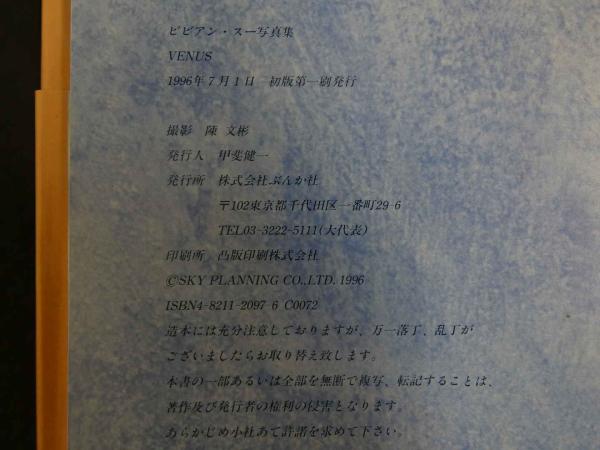 ビビアン・スー写真集
VENUS
1996年7月1日　初版第一刷発行
撮影　陳 文彬
発行人　甲斐健一
発行所　株式会社ぶんか社
〒102東京都千代田区一番町29-6
TEL03-3222-5111(大代表)
印刷所　凸版印刷株式会社
©SKY PLANNING CO.,LTD. 1996
ISBN4-8211-2097-6 C0072
造本には充分注意しておりますが、万一落丁、乱丁が
ございましたらお取り替え致します。
本書の一部あるいは全部を無断で複写、転記することは、
著作及び発行者の権利の侵害となります。
あらかじめ小社あて許諾を求めて下さい。